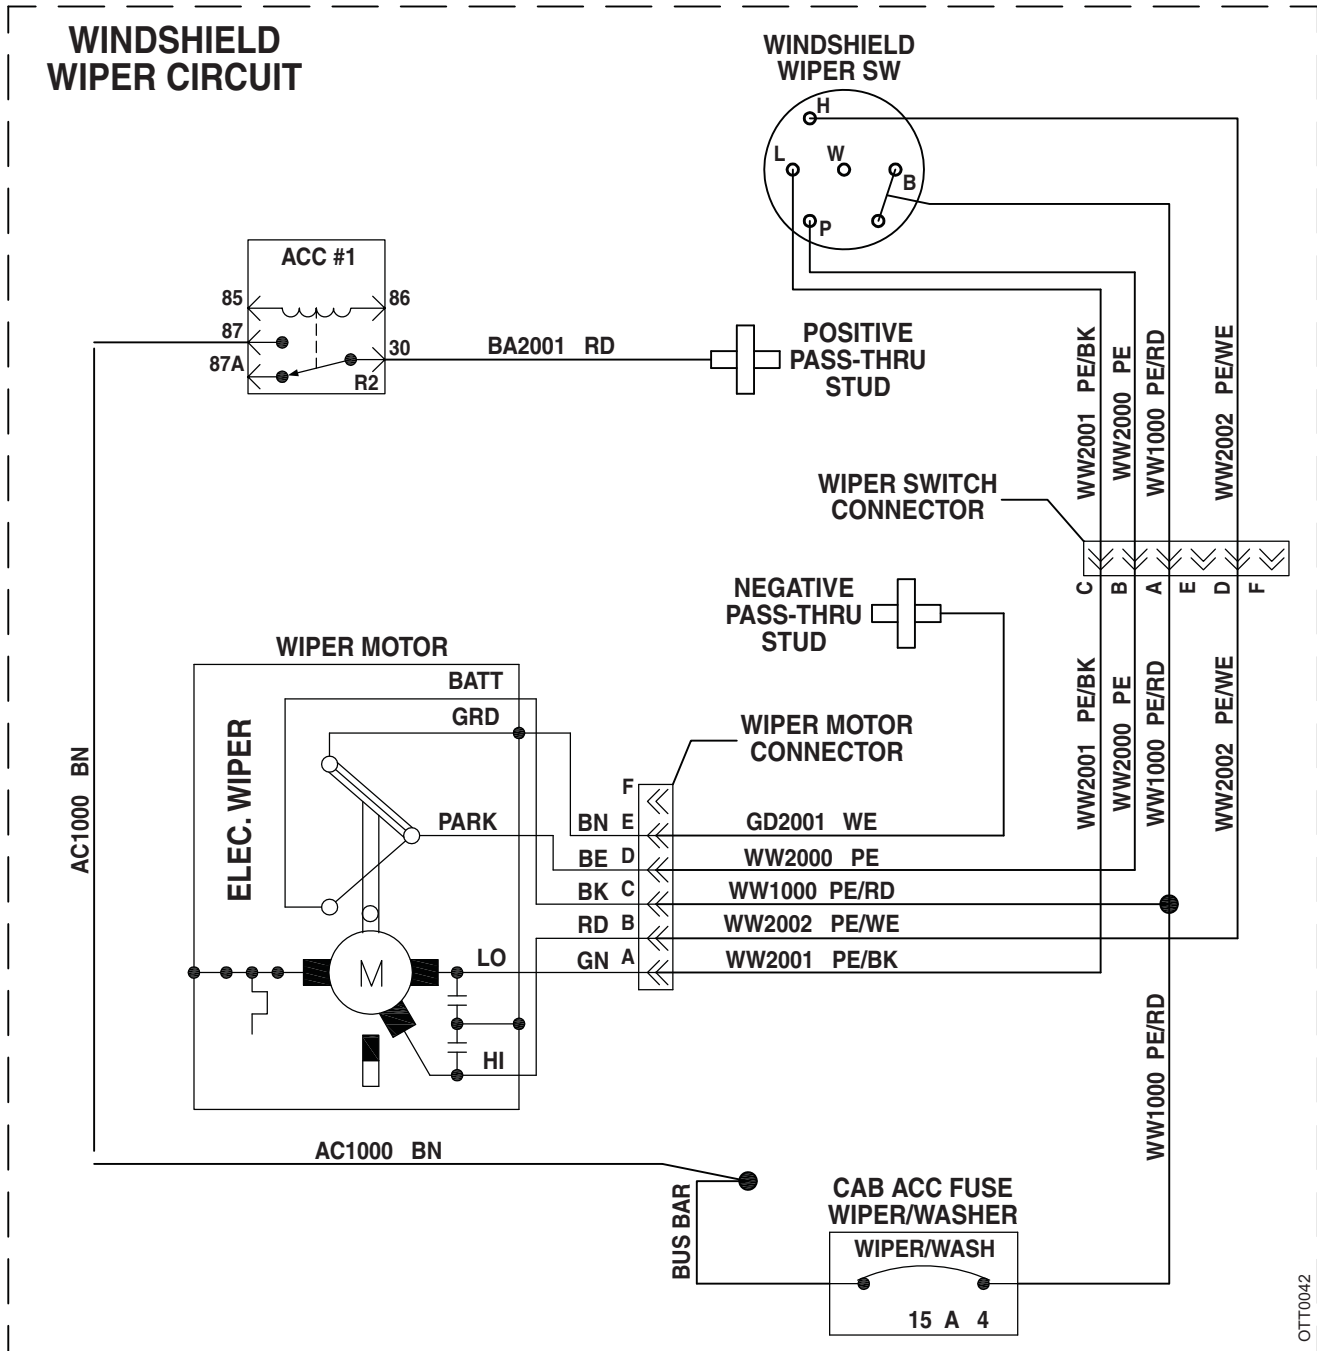 WINDSHIELD
WIPER CIRCUIT
WINDSHIELD
WIPER SW
H
L
W
B
P
ACC #1
85
86
87
30
87A
R2
BA2001 RD
POSITIVE
PASS-THRU
STUD
WW2001 PE/BK
WW2000 PE
WW1000 PE/RD
WW2002 PE/WE
WIPER SWITCH
CONNECTOR
C
B
A
E
D
F
NEGATIVE
PASS-THRU
STUD
WIPER MOTOR
BATT
GRD
ELEC. WIPER
PARK
WIPER MOTOR
CONNECTOR
WW2001 PE/BK
WW2000 PE
WW1000 PE/RD
WW2002 PE/WE
AC1000 BN
F
BN E
GD2001 WE
BE D
WW2000 PE
BK C
WW1000 PE/RD
RD B
WW2002 PE/WE
LO
GN A
WW2001 PE/BK
M
HI
WW1000 PE/RD
AC1000 BN
BUS BAR
CAB ACC FUSE
WIPER/WASHER
WIPER/WASH
15 A 4
OTT0042